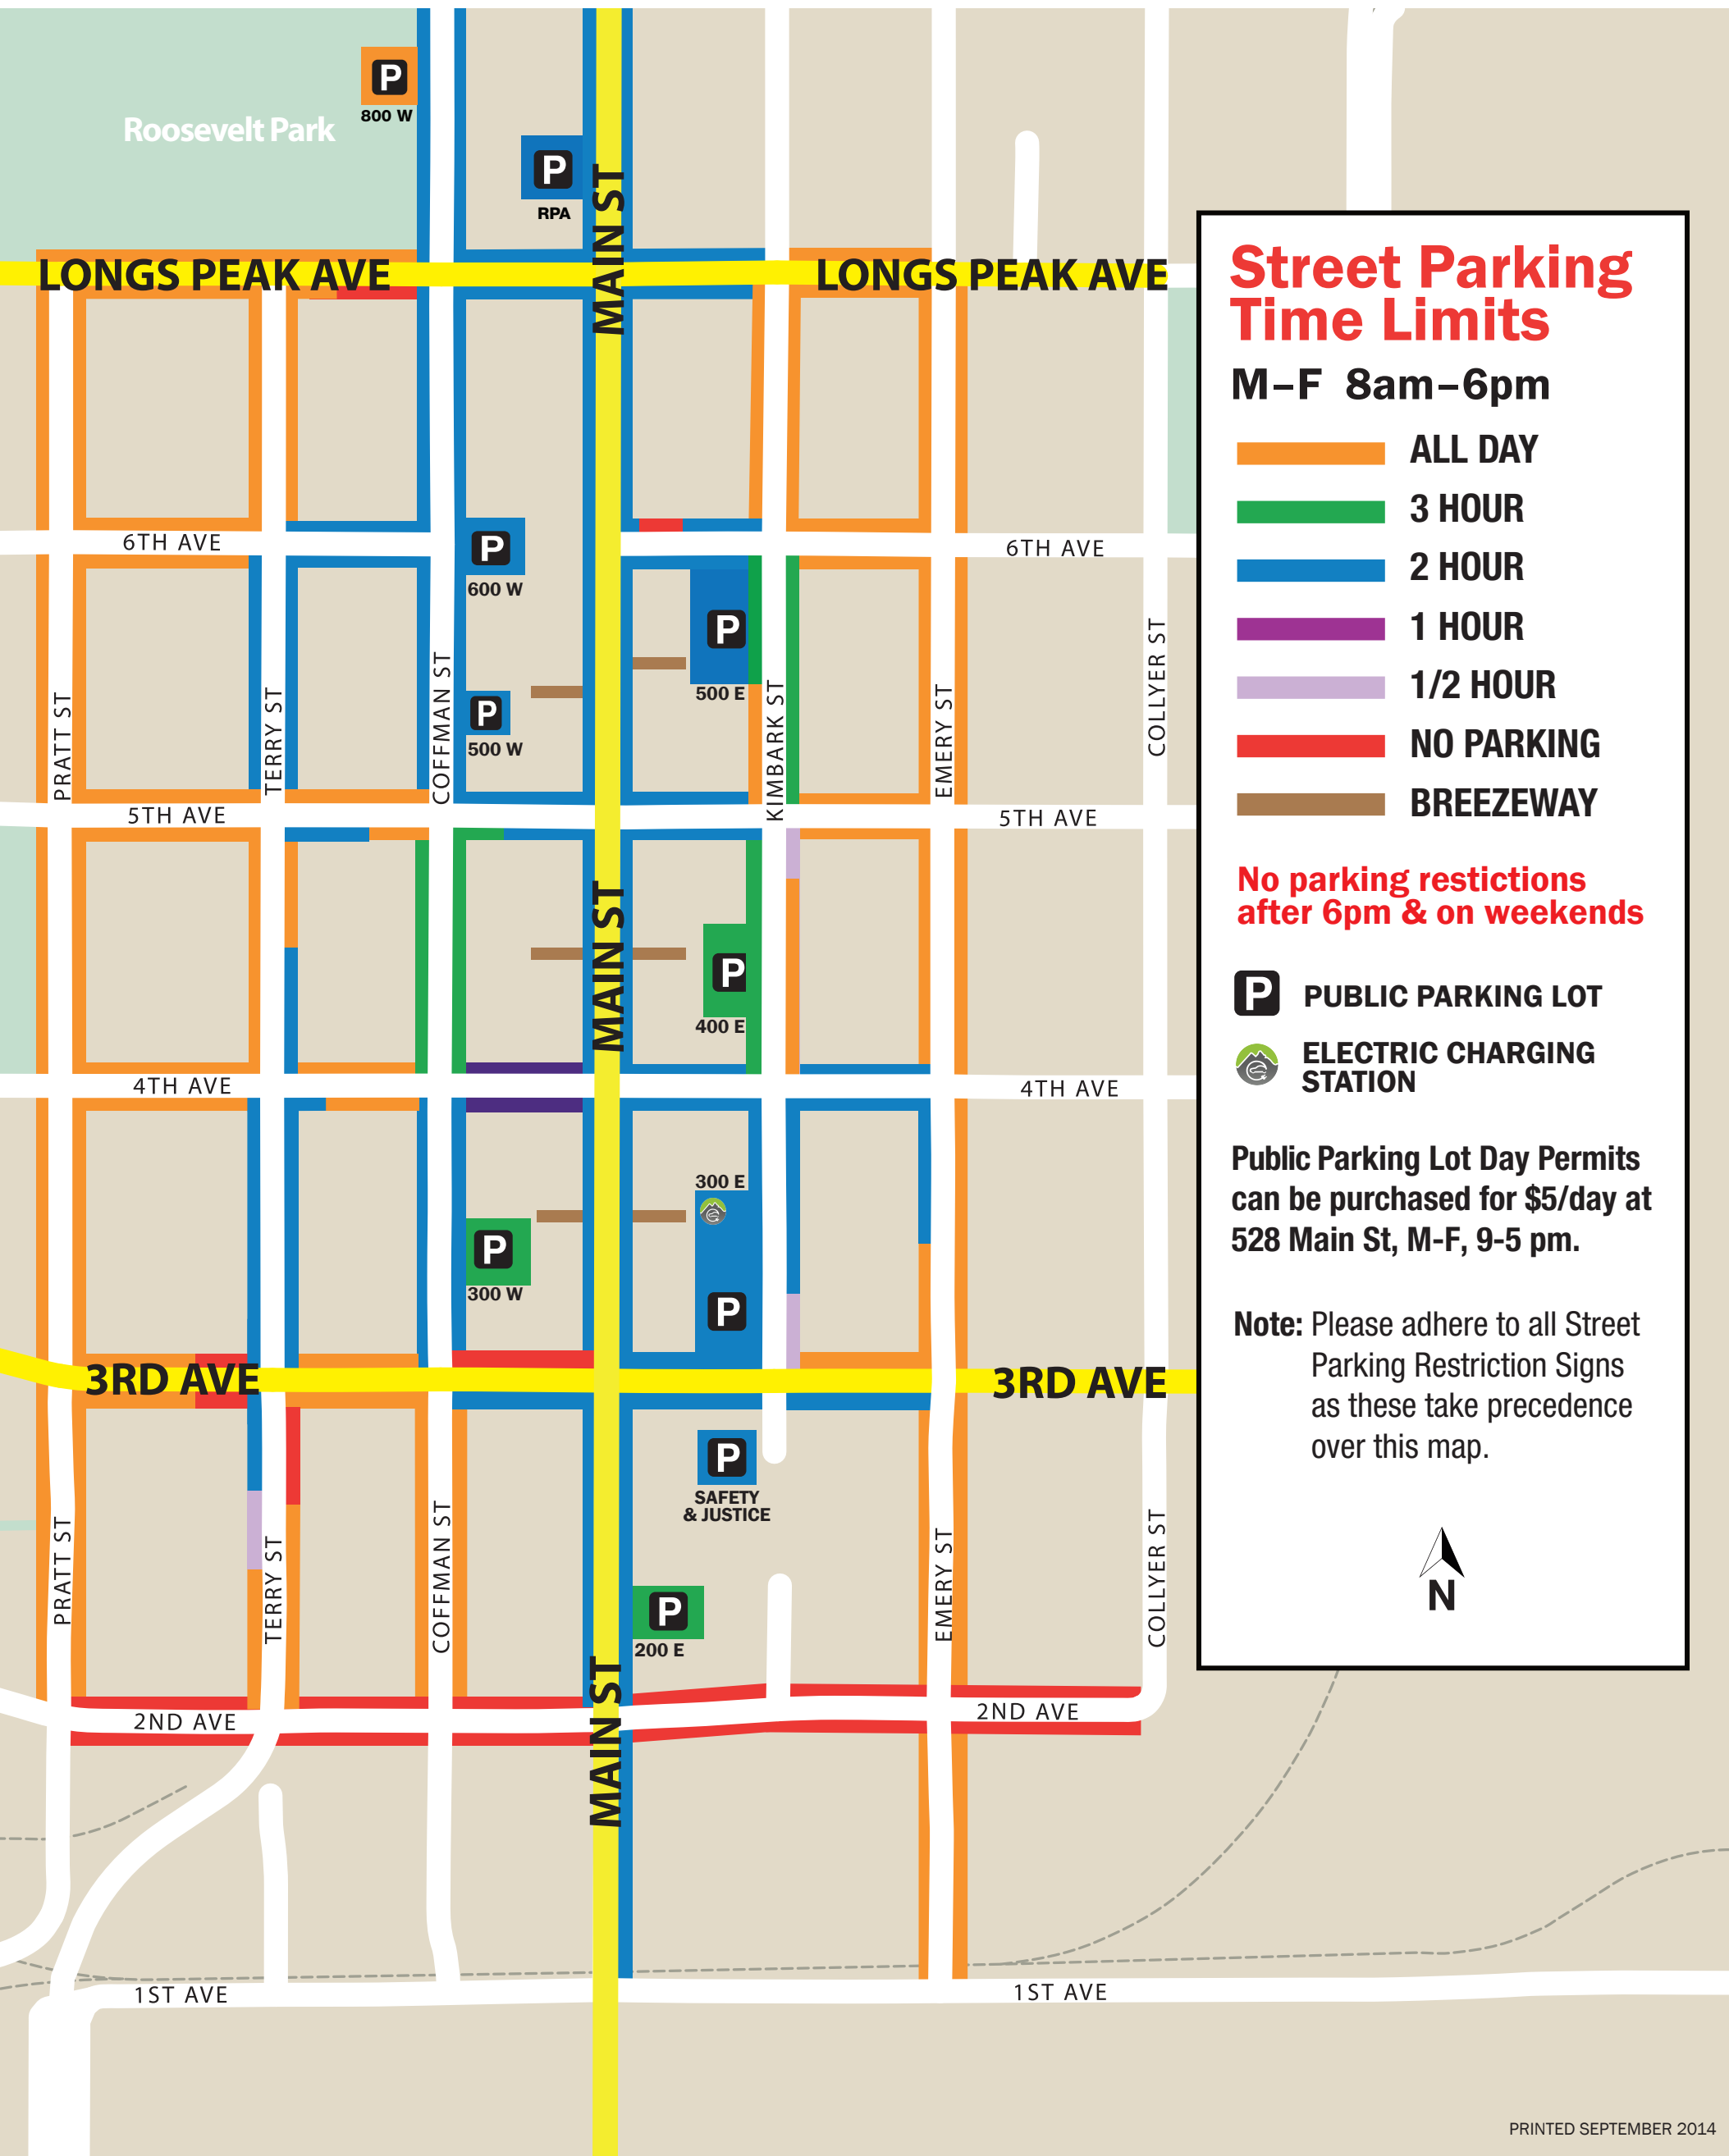 P
800 W
Roosevelt Park
P
RPA
MAIN ST
LONGS PEAK AVE
LONGS PEAK AVE
Street Parking
Time Limits
M–F 8am–6pm
ALL DAY
3 HOUR
2 HOUR
1 HOUR
1/2 HOUR
NO PARKING
BREEZEWAY
No parking restictions
after 6pm & on weekends
P PUBLIC PARKING LOT
ELECTRIC CHARGING
STATION
Public Parking Lot Day Permits
can be purchased for $5/day at
528 Main St, M-F, 9-5 pm.
Note: Please adhere to all Street
Parking Restriction Signs
as these take precedence
over this map.
N
6TH AVE
6TH AVE
P
600 W
P
500 E
P
500 W
PRATT ST
TERRY ST
COFFMAN ST
KIMBARK ST
EMERY ST
COLLYER ST
5TH AVE
5TH AVE
MAIN ST
P
400 E
4TH AVE
4TH AVE
300 E
P
300 W
P
3RD AVE
3RD AVE
P
SAFETY
& JUSTICE
PRATT ST
TERRY ST
COFFMAN ST
EMERY ST
COLLYER ST
P
200 E
MAIN ST
2ND AVE
2ND AVE
1ST AVE
1ST AVE
PRINTED SEPTEMBER 2014